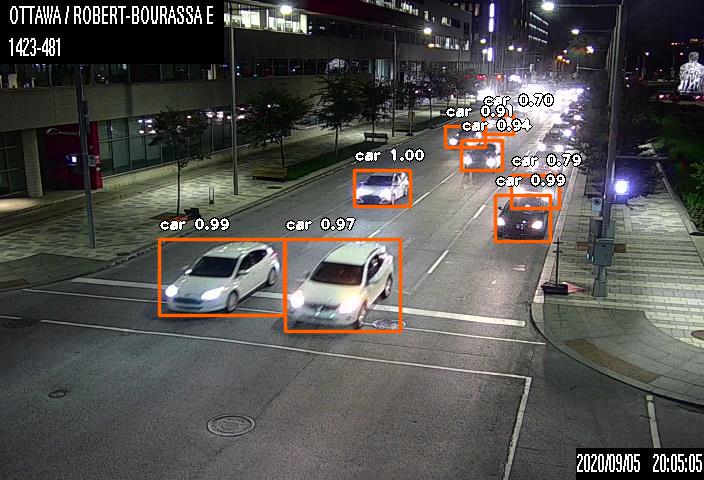 OTTAWA / ROBERT-BOURASSA E
1423-481
car 0.70
car 0.91
car 0.94
car 1.00
car 0.79
car 0.99
car 0.99
car 0.97
2020/09/05 20:05:05